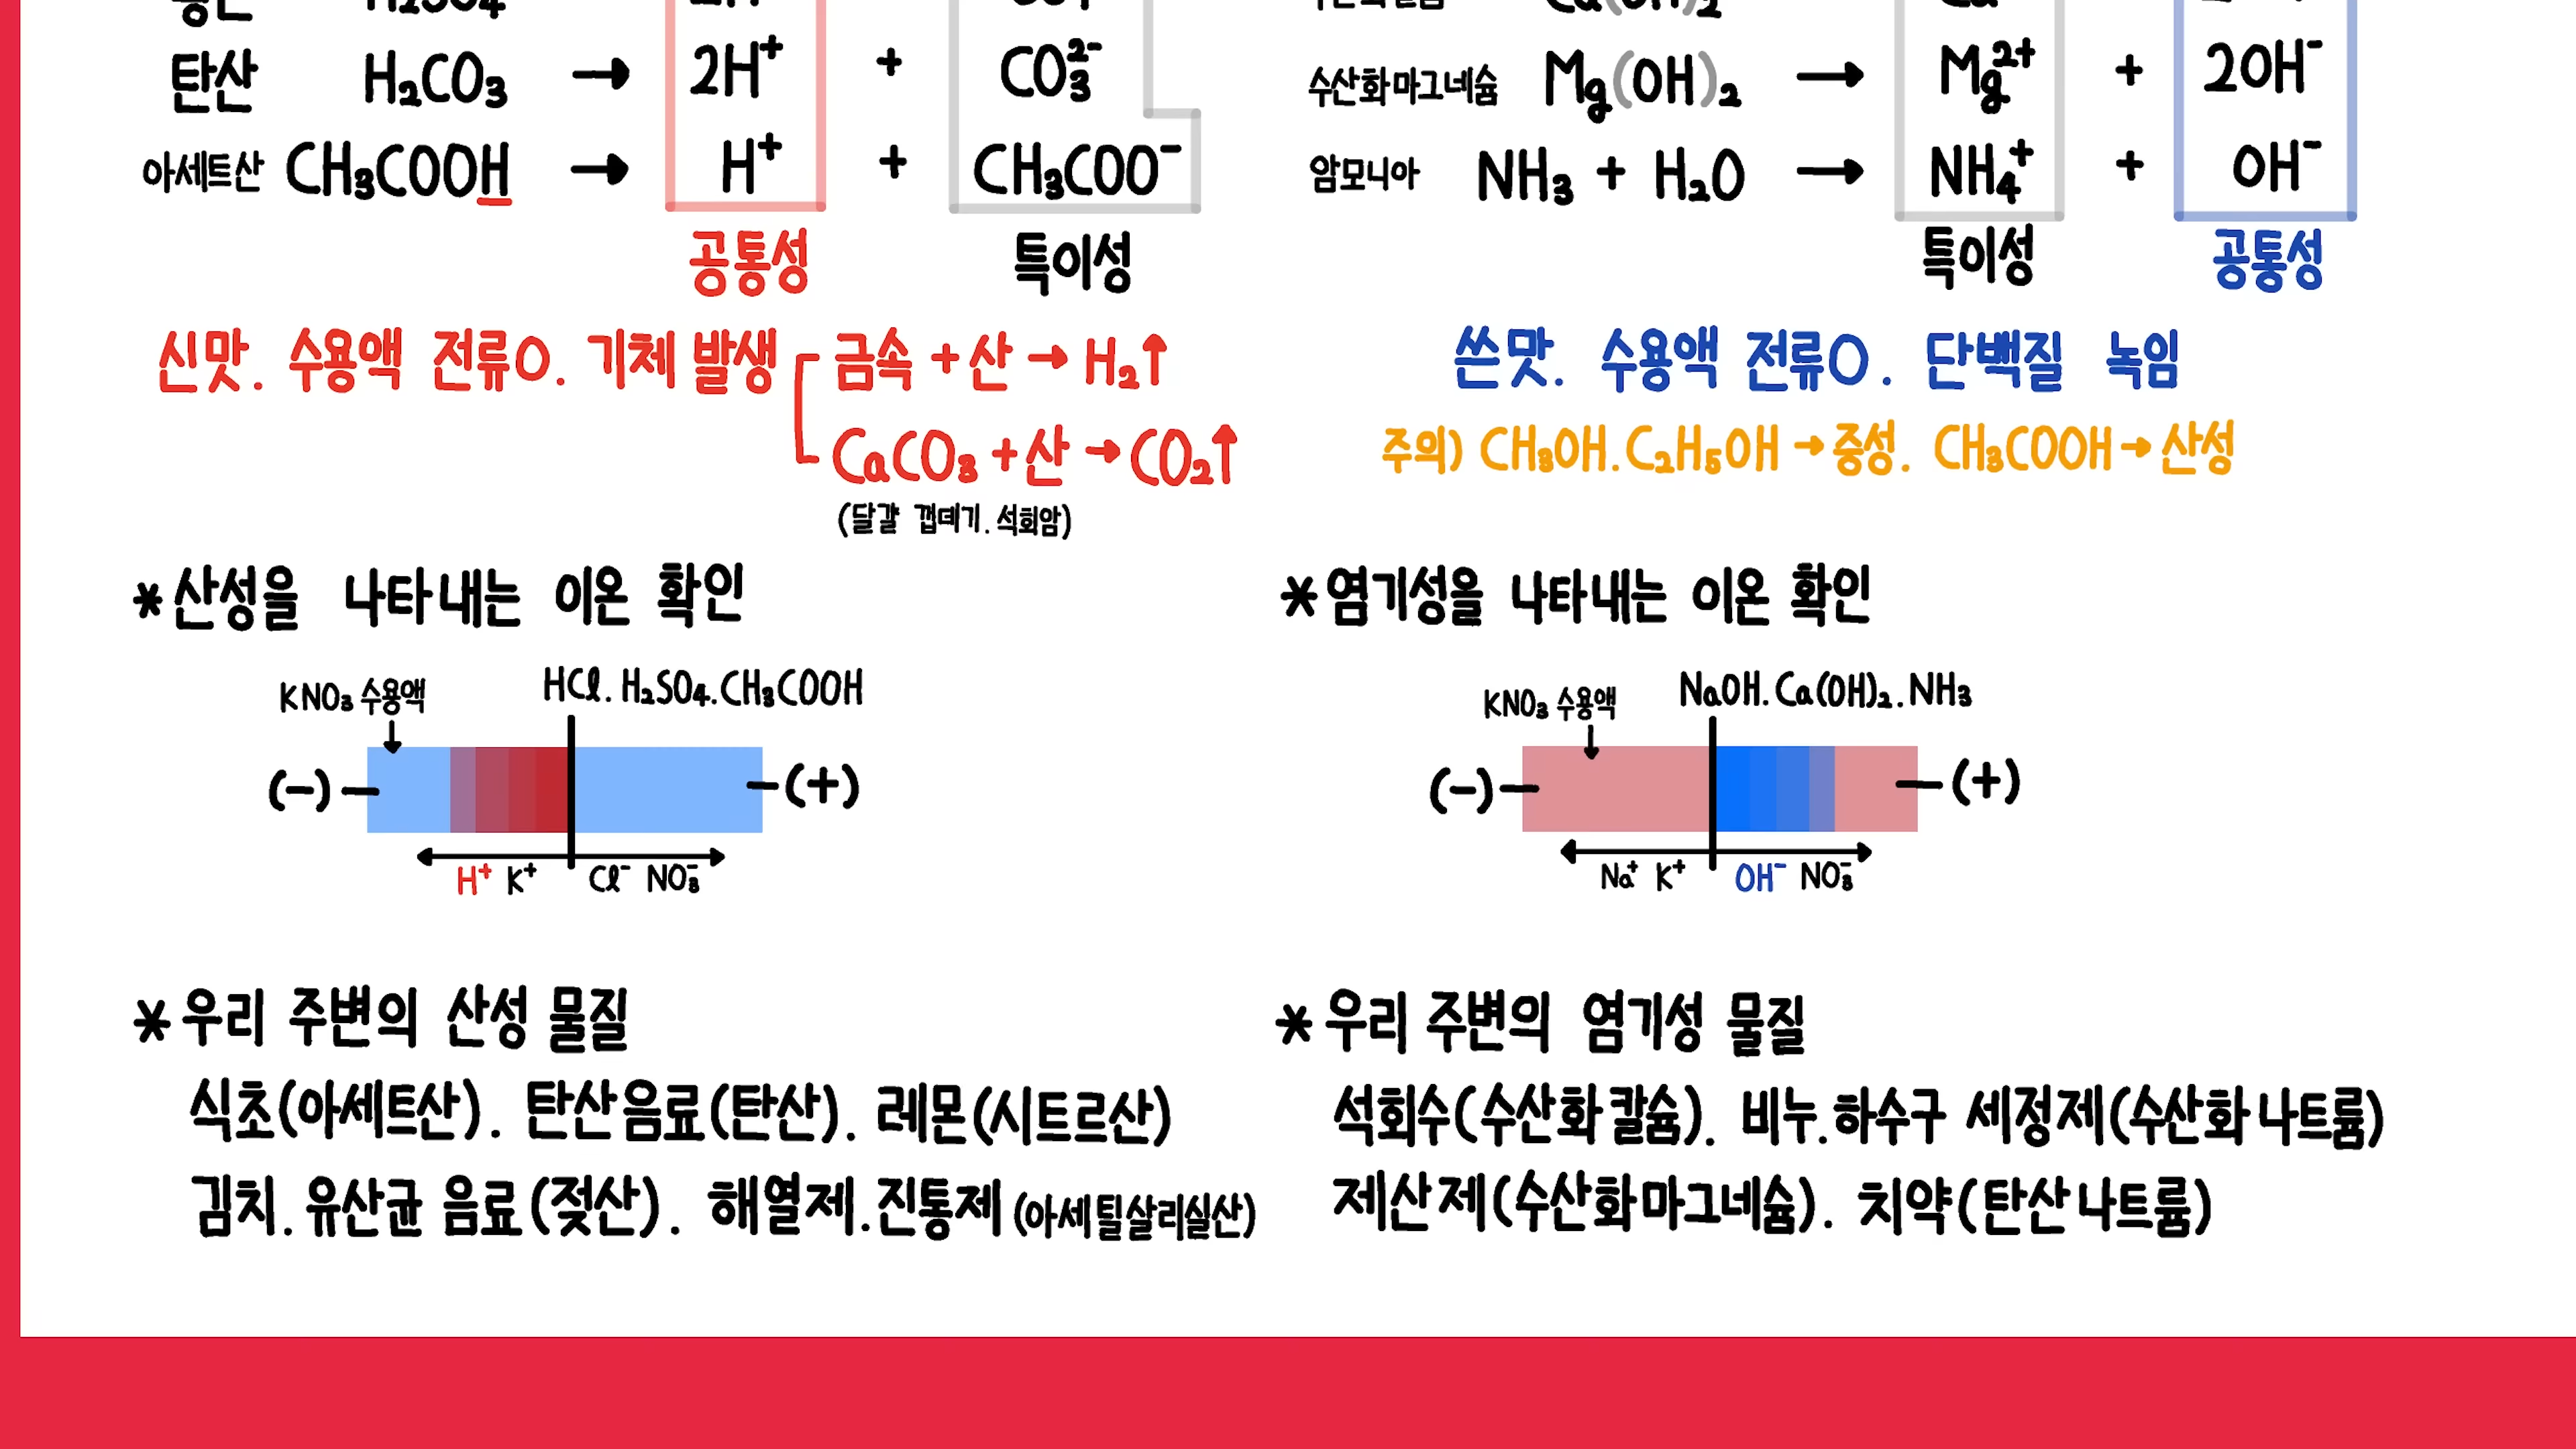 탄산 H₂CO₃ → 2H⁺ + CO₃²⁻
아세트산 CH₃COOH → H⁺ + CH₃COO⁻
공통성 특이성
신맛. 수용액 전류O. 기체 발생 금속 + 산 → H₂↑
CaCO₃ + 산 → CO₂↑
(달걀 껍데기. 석회암)
*산성을 나타내는 이온 확인
KNO₃ 수용액 HCl. H₂SO₄. CH₃COOH
(-) (+)
H⁺ K⁺ Cl⁻ NO₃⁻
*우리 주변의 산성 물질
식초(아세트산). 탄산음료(탄산). 레몬(시트르산)
김치. 유산균 음료(젖산). 해열제. 진통제 (아세틸살리실산)
수산화마그네슘 Mg(OH)₂ → Mg²⁺ + 2OH⁻
암모니아 NH₃ + H₂O → NH₄⁺ + OH⁻
특이성 공통성
쓴맛. 수용액 전류O. 단백질 녹임
주의) CH₃OH. C₂H₅OH → 중성. CH₃COOH → 산성
*염기성을 나타내는 이온 확인
KNO₃ 수용액 NaOH. Ca(OH)₂. NH₃
(-) (+)
Na⁺ K⁺ OH⁻ NO₃⁻
*우리 주변의 염기성 물질
석회수(수산화칼슘). 비누. 하수구 세정제(수산화나트륨)
제산제(수산화마그네슘). 치약(탄산나트륨)